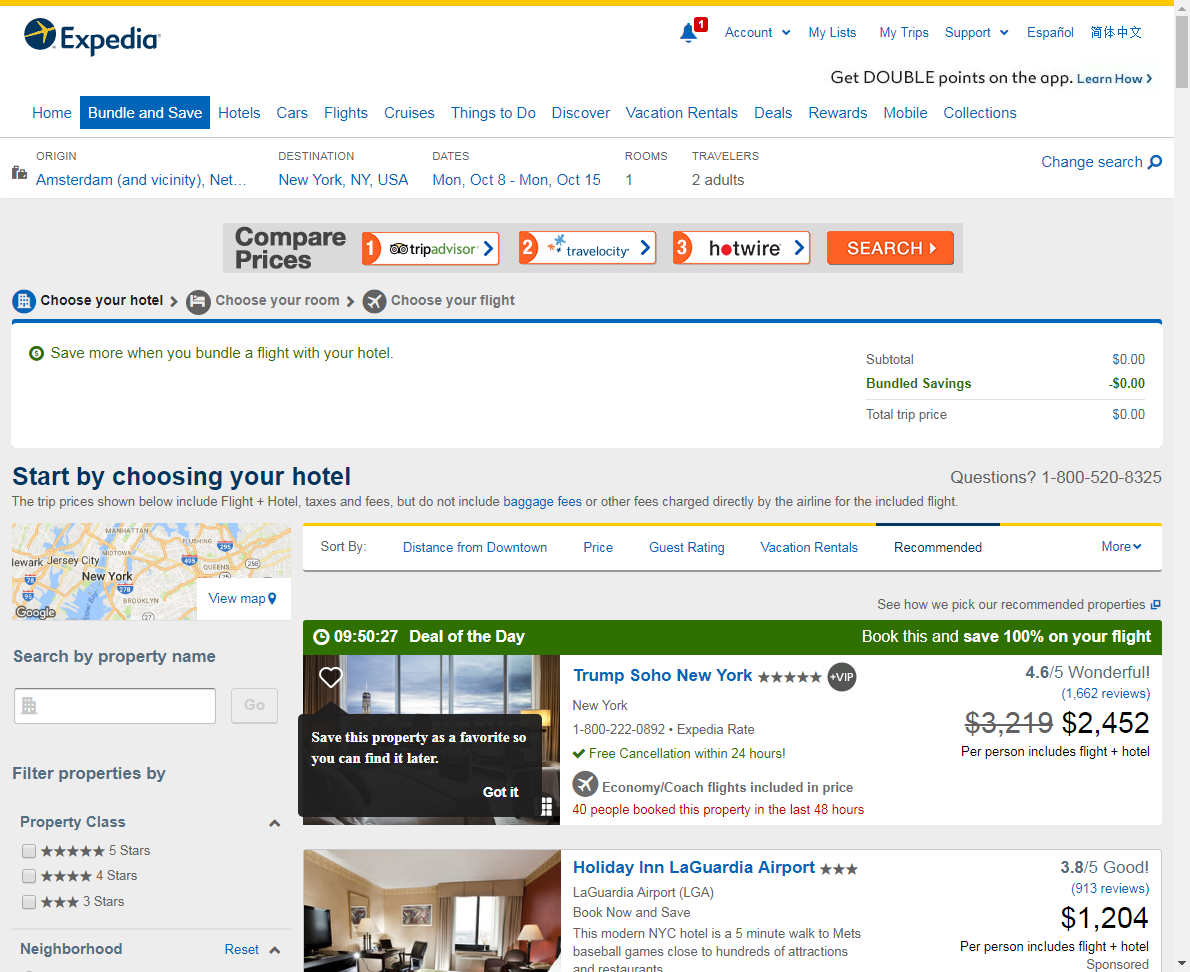 Expedia
1
Account
My Lists
My Trips
Support
Español
简体中文
Get DOUBLE points on the app. Learn How
Home
Bundle and Save
Hotels
Cars
Flights
Cruises
Things to Do
Discover
Vacation Rentals
Deals
Rewards
Mobile
Collections
ORIGIN
Amsterdam (and vicinity), Net...
DESTINATION
New York, NY, USA
DATES
Mon, Oct 8 - Mon, Oct 15
ROOMS
1
TRAVELERS
2 adults
Change search
Compare
Prices
1 tripadvisor
2 travelocity
3 hotwire
SEARCH
Choose your hotel
Choose your room
Choose your flight
Save more when you bundle a flight with your hotel.
Subtotal $0.00
Bundled Savings -$0.00
Total trip price $0.00
Start by choosing your hotel
Questions? 1-800-520-8325
The trip prices shown below include Flight + Hotel, taxes and fees, but do not include baggage fees or other fees charged directly by the airline for the included flight.
MANHATTAN
FLUSHING
295
ewark
Jersey City
MIDTOWN
495
QUEENS
258
78
New York
278
95
BROOKLYN
27
Google
View map
Sort By:
Distance from Downtown
Price
Guest Rating
Vacation Rentals
Recommended
More
See how we pick our recommended properties
Search by property name
Go
Filter properties by
Property Class
5 Stars
4 Stars
3 Stars
Neighborhood
Reset
09:50:27 Deal of the Day
Book this and save 100% on your flight
Save this property as a favorite so
you can find it later.
Got it
Trump Soho New York
+VIP
New York
1-800-222-0892 • Expedia Rate
Free Cancellation within 24 hours!
Economy/Coach flights included in price
40 people booked this property in the last 48 hours
4.6/5 Wonderful!
(1,662 reviews)
$3,219 $2,452
Per person includes flight + hotel
Holiday Inn LaGuardia Airport
LaGuardia Airport (LGA)
Book Now and Save
This modern NYC hotel is a 5 minute walk to Mets
baseball games close to hundreds of attractions
and restaurants
3.8/5 Good!
(913 reviews)
$1,204
Per person includes flight + hotel
Sponsored